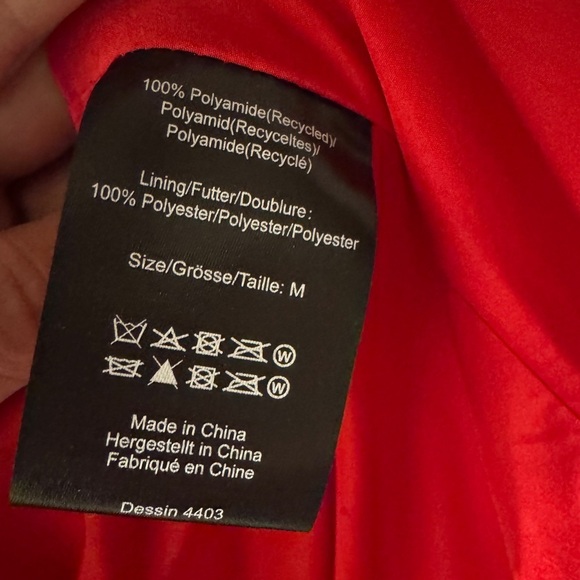 100% Polyamide(Recycled)/
Polyamid(Recyceltes)/
Polyamide(Recyclé)
Lining/Futter/Doublure:
100% Polyester/Polyester/Polyester
Size/Grösse/Taille: M
W
W
Made in China
Hergestellt in China
Fabriqué en Chine
Dessin 4403